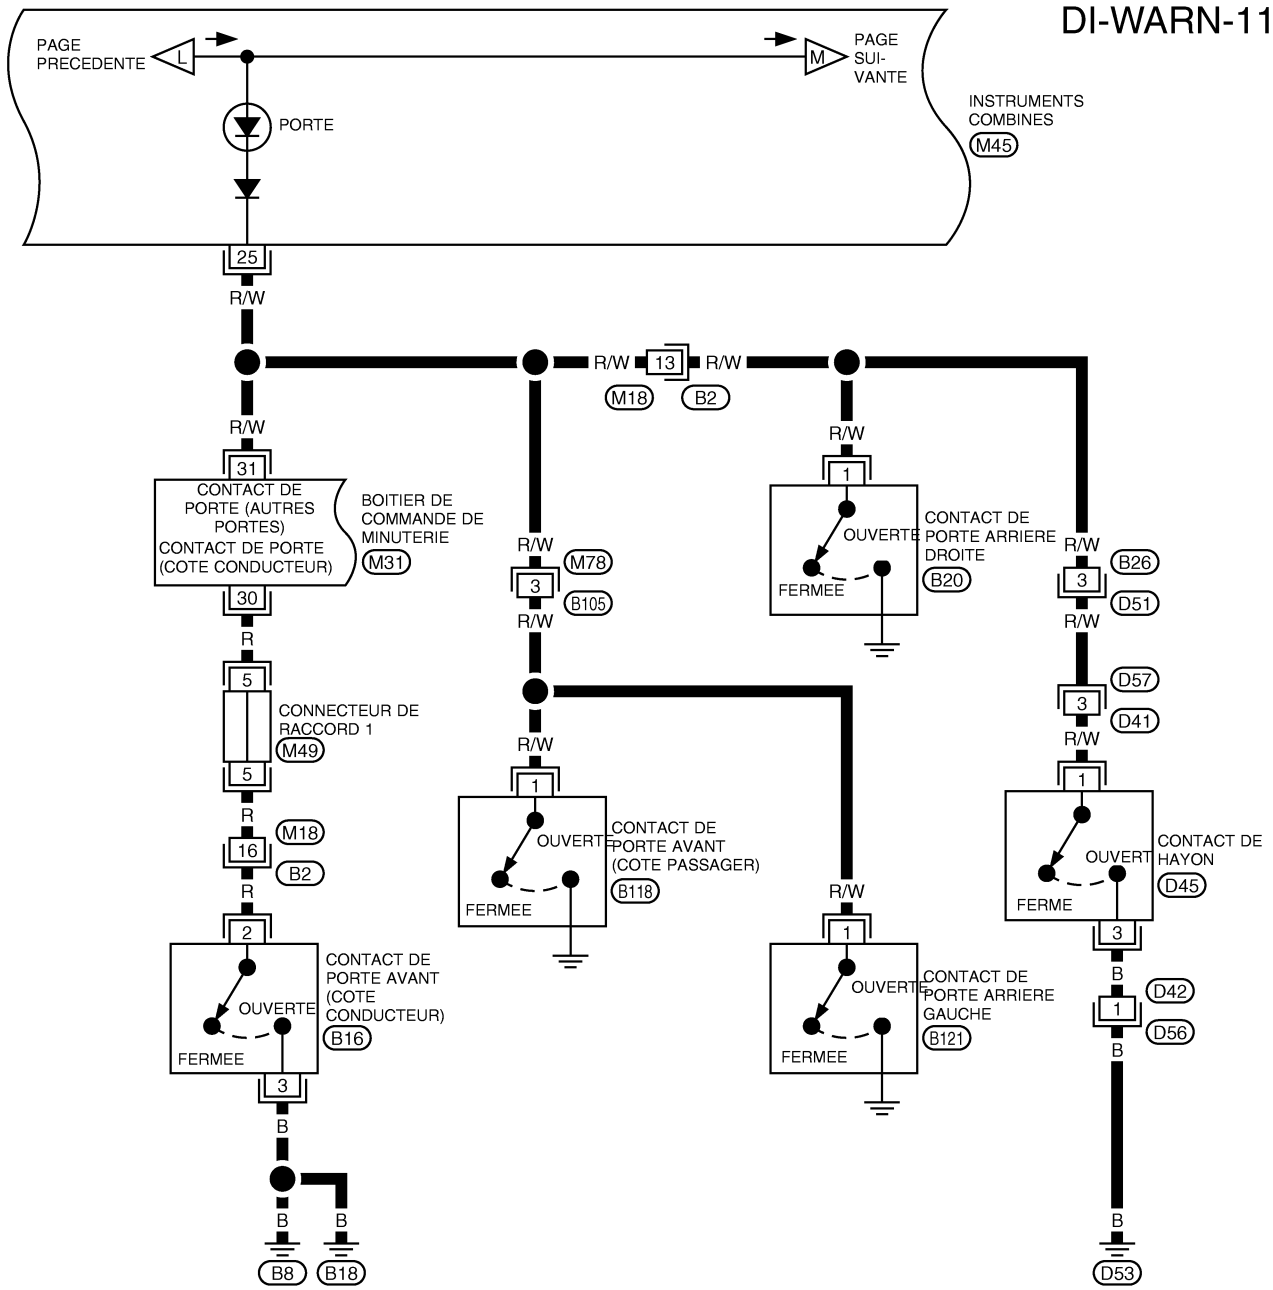 DI-WARN-11
PAGE
PRECEDENTE
L
M
PAGE
SUI-
VANTE
PORTE
INSTRUMENTS
COMBINES
M45
25
R/W
R/W
13
R/W
M18
B2
R/W
31
CONTACT DE
PORTE (AUTRES
PORTES)
CONTACT DE PORTE
(COTE CONDUCTEUR)
BOITIER DE
COMMANDE DE
MINUTERIE
M31
30
R
5
CONNECTEUR DE
RACCORD 1
M49
5
R
M18
16
B2
R
2
OUVERTE
FERMEE
CONTACT DE
PORTE AVANT
(COTE
CONDUCTEUR)
B16
3
B
B
B
B8
B18
R/W
M78
3
B105
R/W
R/W
1
OUVERTE
FERMEE
CONTACT DE
PORTE AVANT
(COTE PASSAGER)
B118
R/W
1
OUVERTE
FERMEE
CONTACT DE
PORTE ARRIERE
DROITE
B20
R/W
1
OUVERTE
FERMEE
CONTACT DE
PORTE ARRIERE
GAUCHE
B121
R/W
B26
3
D51
R/W
D57
3
D41
R/W
1
OUVERT
FERME
CONTACT DE
HAYON
D45
3
B
D42
1
D56
B
B
D53